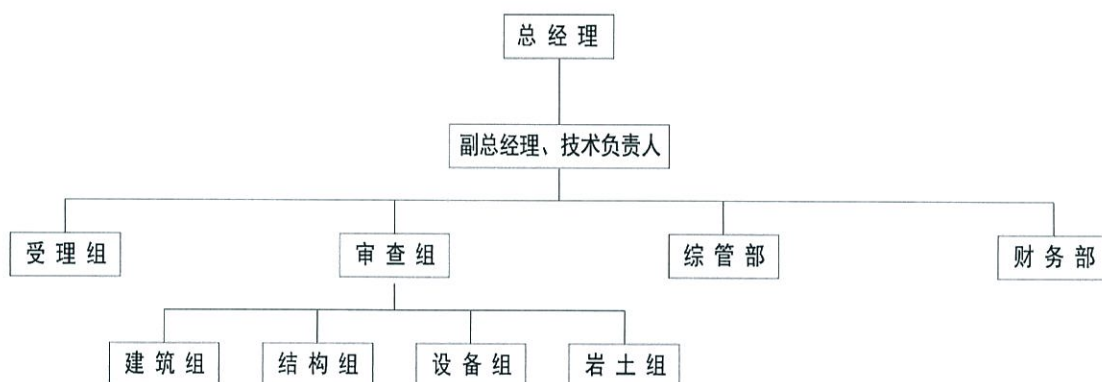 总经理
副总经理、技术负责人
受理组
审查组
综管部
财务部
建筑组
结构组
设备组
岩土组